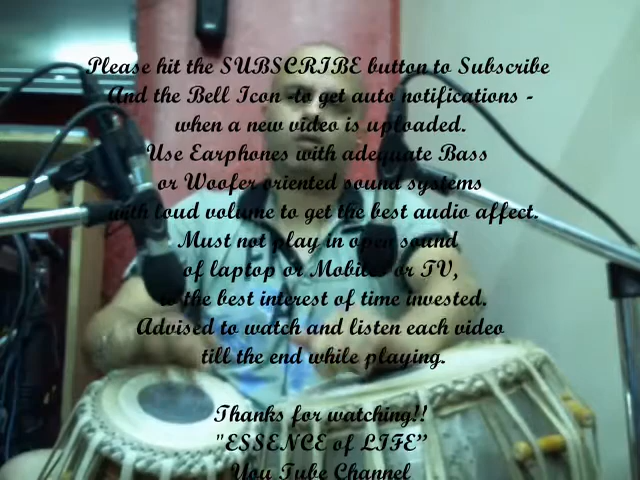 Please hit the SUBSCRIBE button to Subscribe
And the Bell Icon -to get auto notifications -
when a new video is uploaded.
Use Earphones with adequate Bass
or Woofer oriented sound systems
with loud volume to get the best audio affect.
Must not play in open sound
of laptop or Mobiles or TV,
to the best interest of time invested.
Advised to watch and listen each video
till the end while playing.
Thanks for watching!!
"ESSENCE of LIFE"
You Tube Channel